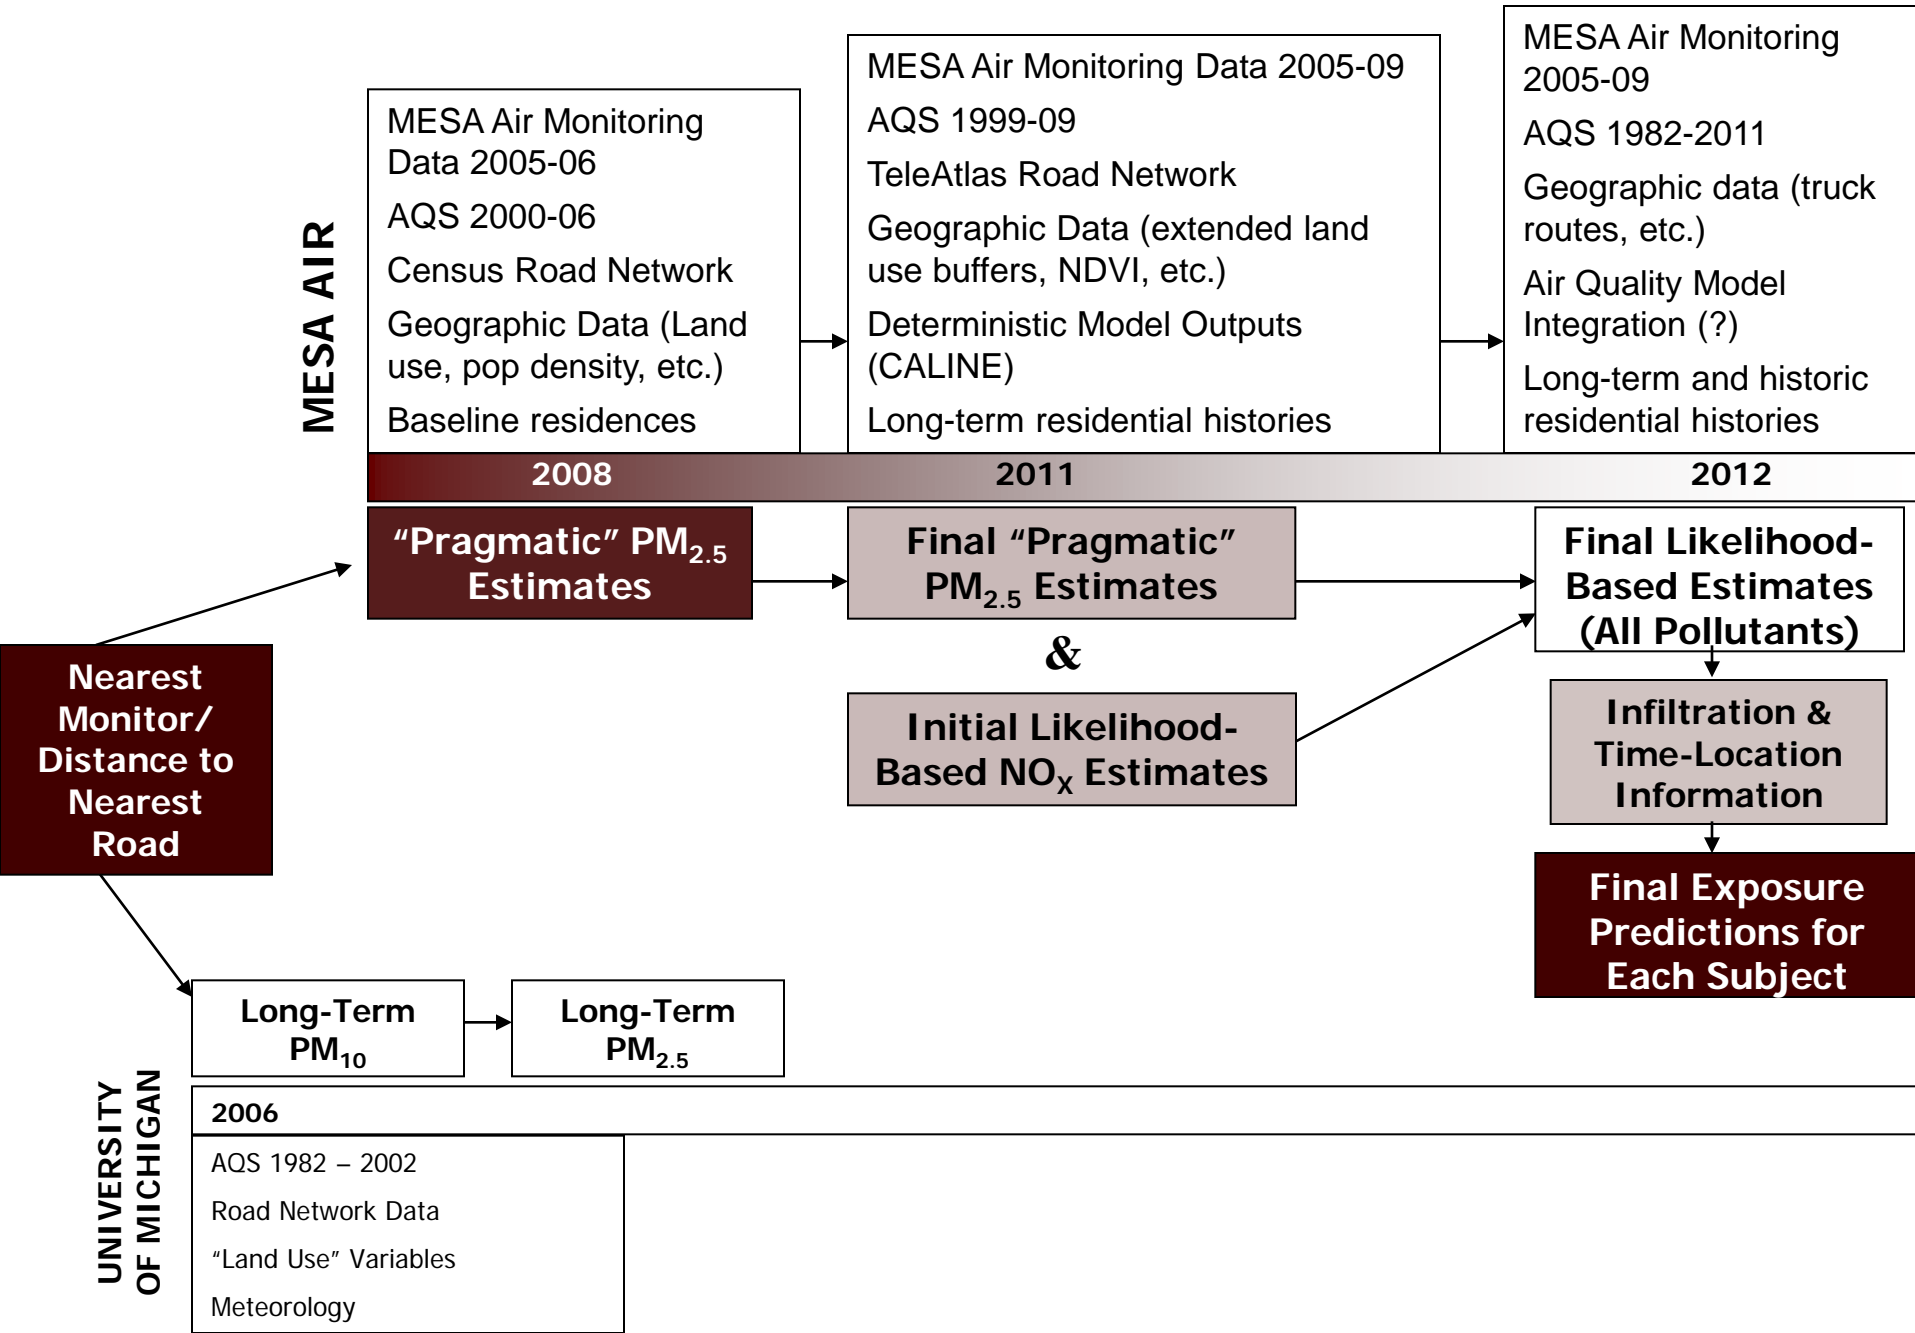 MESA AIR
MESA Air Monitoring
Data 2005-06
AQS 2000-06
Census Road Network
Geographic Data (Land
use, pop density, etc.)
Baseline residences
MESA Air Monitoring Data 2005-09
AQS 1999-09
TeleAtlas Road Network
Geographic Data (extended land
use buffers, NDVI, etc.)
Deterministic Model Outputs
(CALINE)
Long-term residential histories
MESA Air Monitoring
2005-09
AQS 1982-2011
Geographic data (truck
routes, etc.)
Air Quality Model
Integration (?)
Long-term and historic
residential histories
2008
2011
2012
“Pragmatic” PM2.5
Estimates
Final “Pragmatic”
PM2.5 Estimates
&
Initial Likelihood-
Based NOX Estimates
Final Likelihood-
Based Estimates
(All Pollutants)
Infiltration &
Time-Location
Information
Final Exposure
Predictions for
Each Subject
Nearest
Monitor/
Distance to
Nearest
Road
Long-Term
PM10
Long-Term
PM2.5
UNIVERSITY
OF MICHIGAN
2006
AQS 1982 – 2002
Road Network Data
“Land Use” Variables
Meteorology